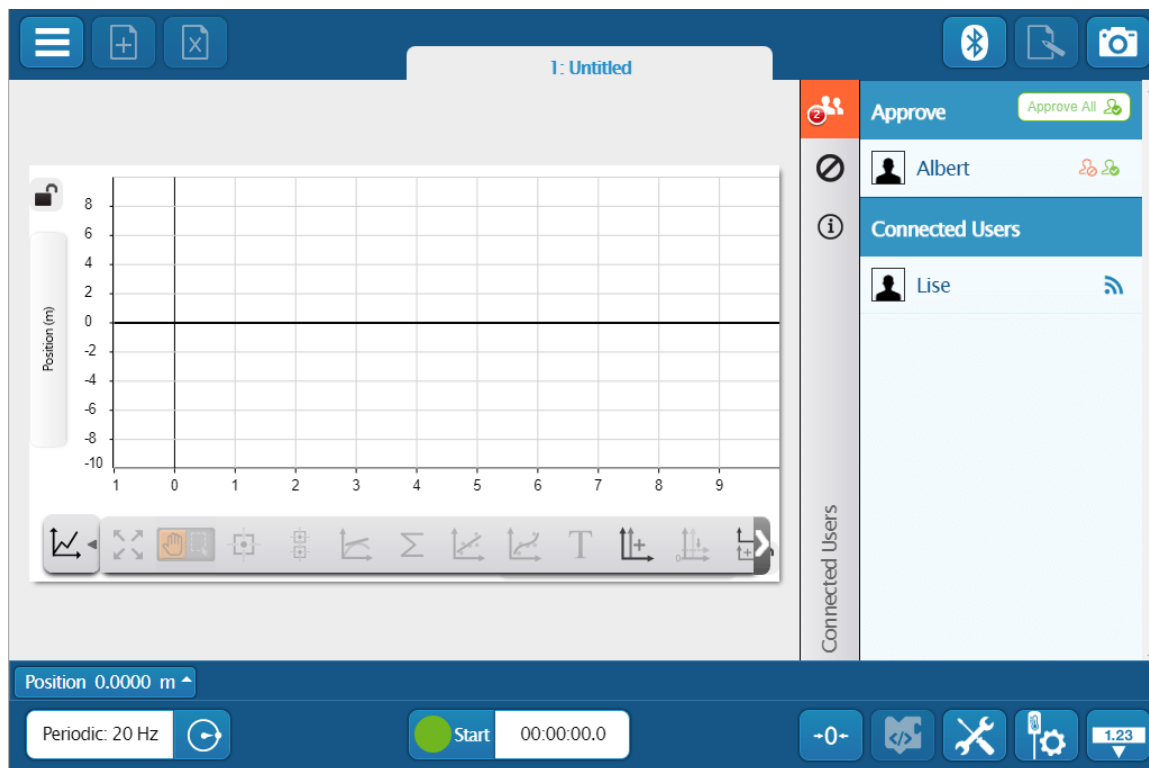 1: Untitled
2
Approve
Approve All
Albert
Connected Users
Lise
Connected Users
Position (m)
8
6
4
2
0
-2
-4
-6
-8
-10
1 0 1 2 3 4 5 6 7 8 9
Σ T
0
Position 0.0000 m
Periodic: 20 Hz
Start
00:00:00.0
→0←
</>
1.23